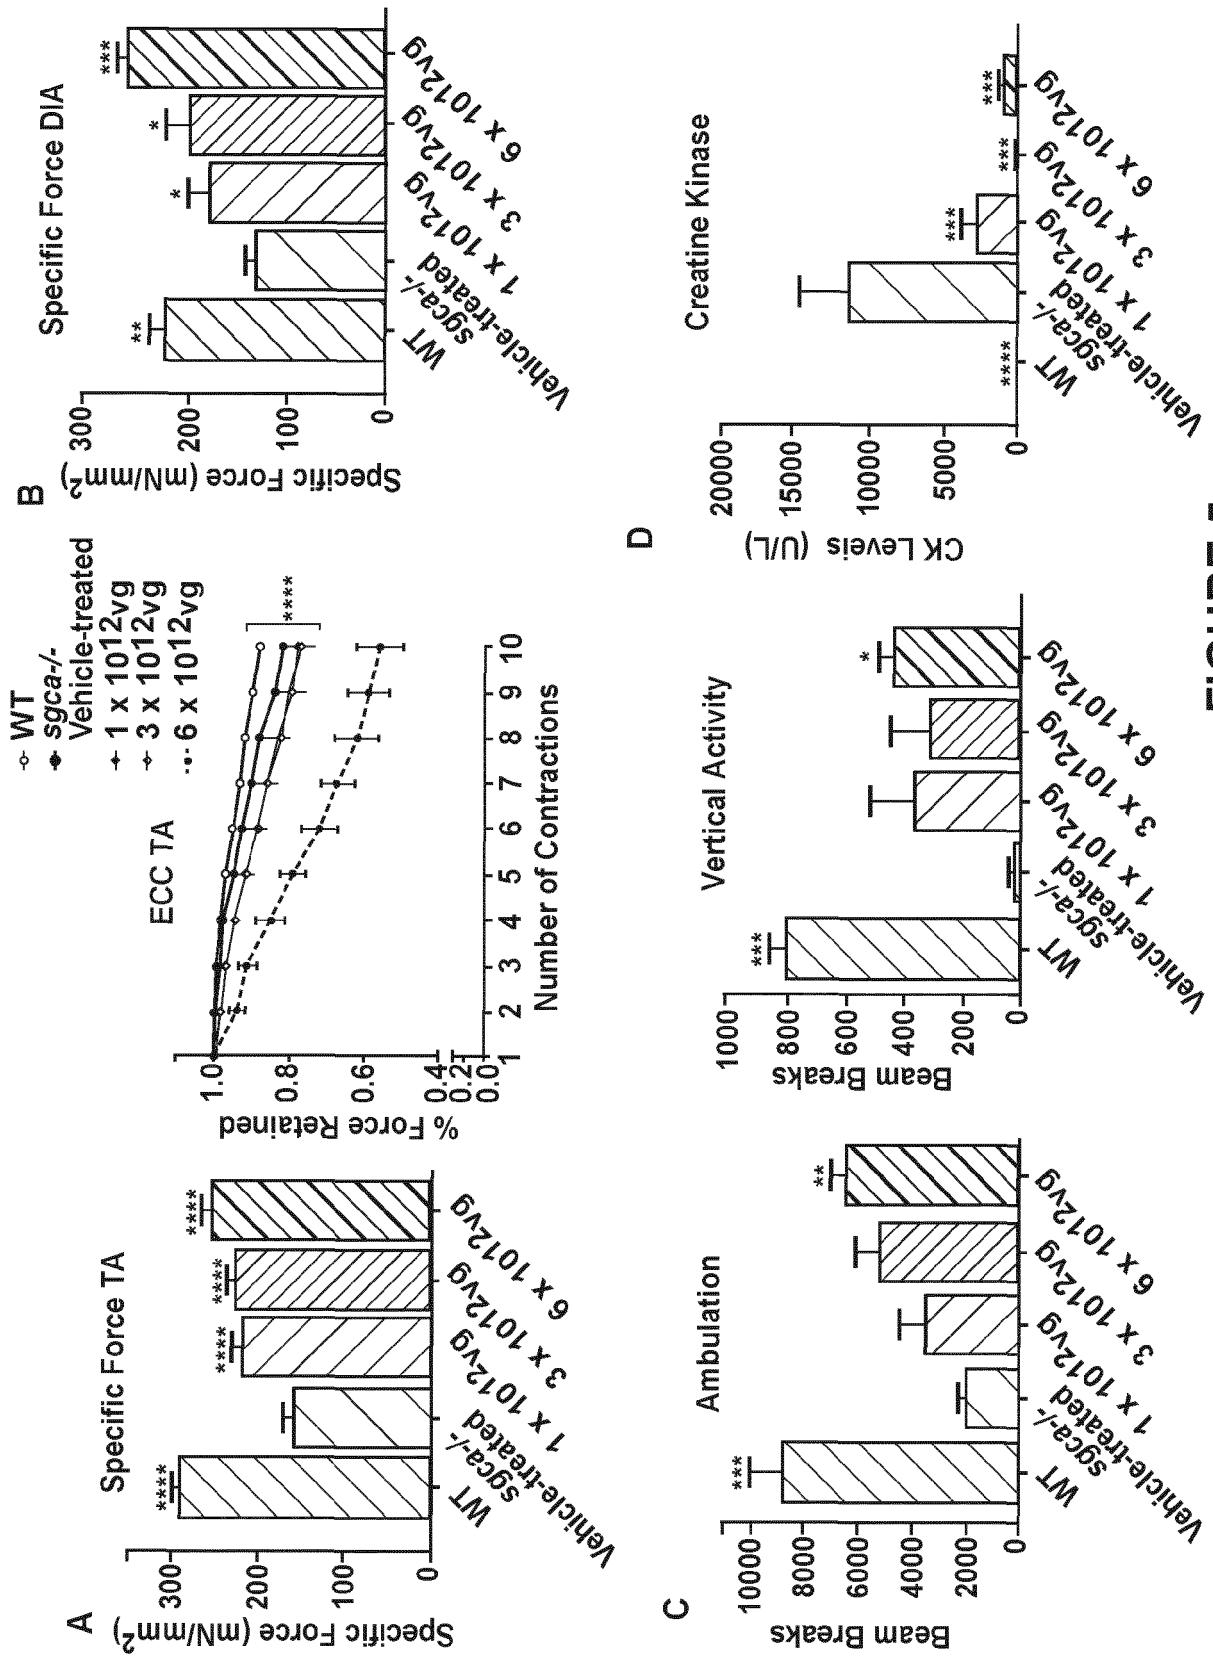 A
Specific Force TA
Specific Force (mN/mm2)
300
200
100
0
****
****
****
****
WT
sgca-/-
Vehicle-treated
1 x 1012vg
3 x 1012vg
6 x 1012vg
ECC TA
% Force Retained
1.0
0.8
0.6
0.4
0.2
0.0
1 2 3 4 5 6 7 8 9 10
Number of Contractions
****
WT
sgca-/-
Vehicle-treated
1 x 1012vg
3 x 1012vg
6 x 1012vg
B
Specific Force DIA
Specific Force (mN/mm2)
300
200
100
0
**
*
*
***
WT
sgca-/-
Vehicle-treated
1 x 1012vg
3 x 1012vg
6 x 1012vg
C
Ambulation
Beam Breaks
10000
8000
6000
4000
2000
0
***
**
WT
sgca-/-
Vehicle-treated
1 x 1012vg
3 x 1012vg
6 x 1012vg
Vertical Activity
Beam Breaks
1000
800
600
400
200
0
***
*
WT
sgca-/-
Vehicle-treated
1 x 1012vg
3 x 1012vg
6 x 1012vg
D
Creatine Kinase
CK Levels (U/L)
20000
15000
10000
5000
0
****
***
***
***
WT
sgca-/-
Vehicle-treated
1 x 1012vg
3 x 1012vg
6 x 1012vg